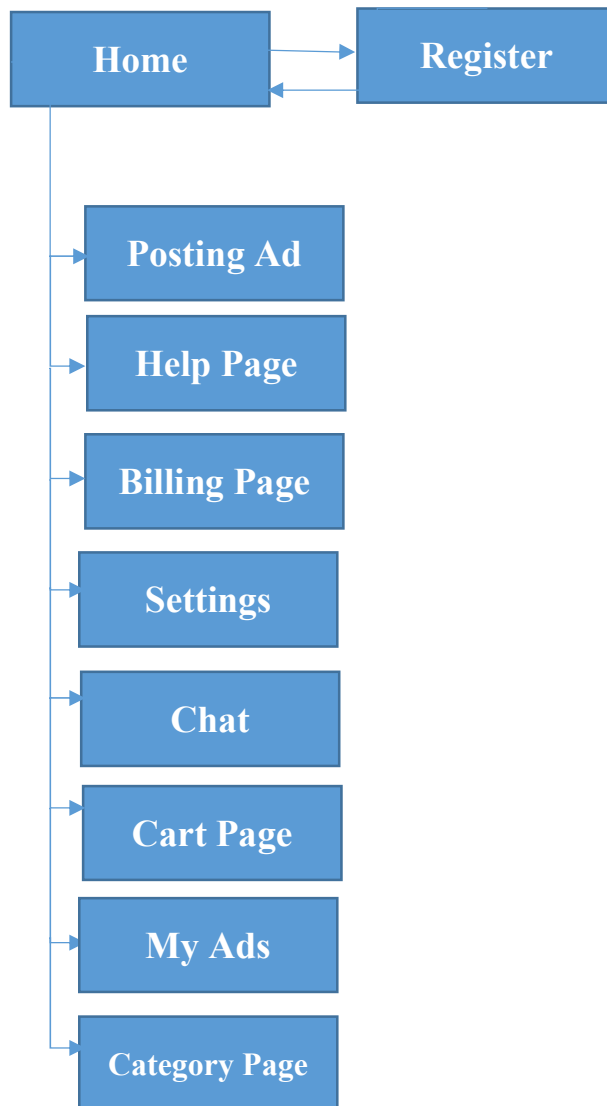 Home
Register
Posting Ad
Help Page
Billing Page
Settings
Chat
Cart Page
My Ads
Category Page